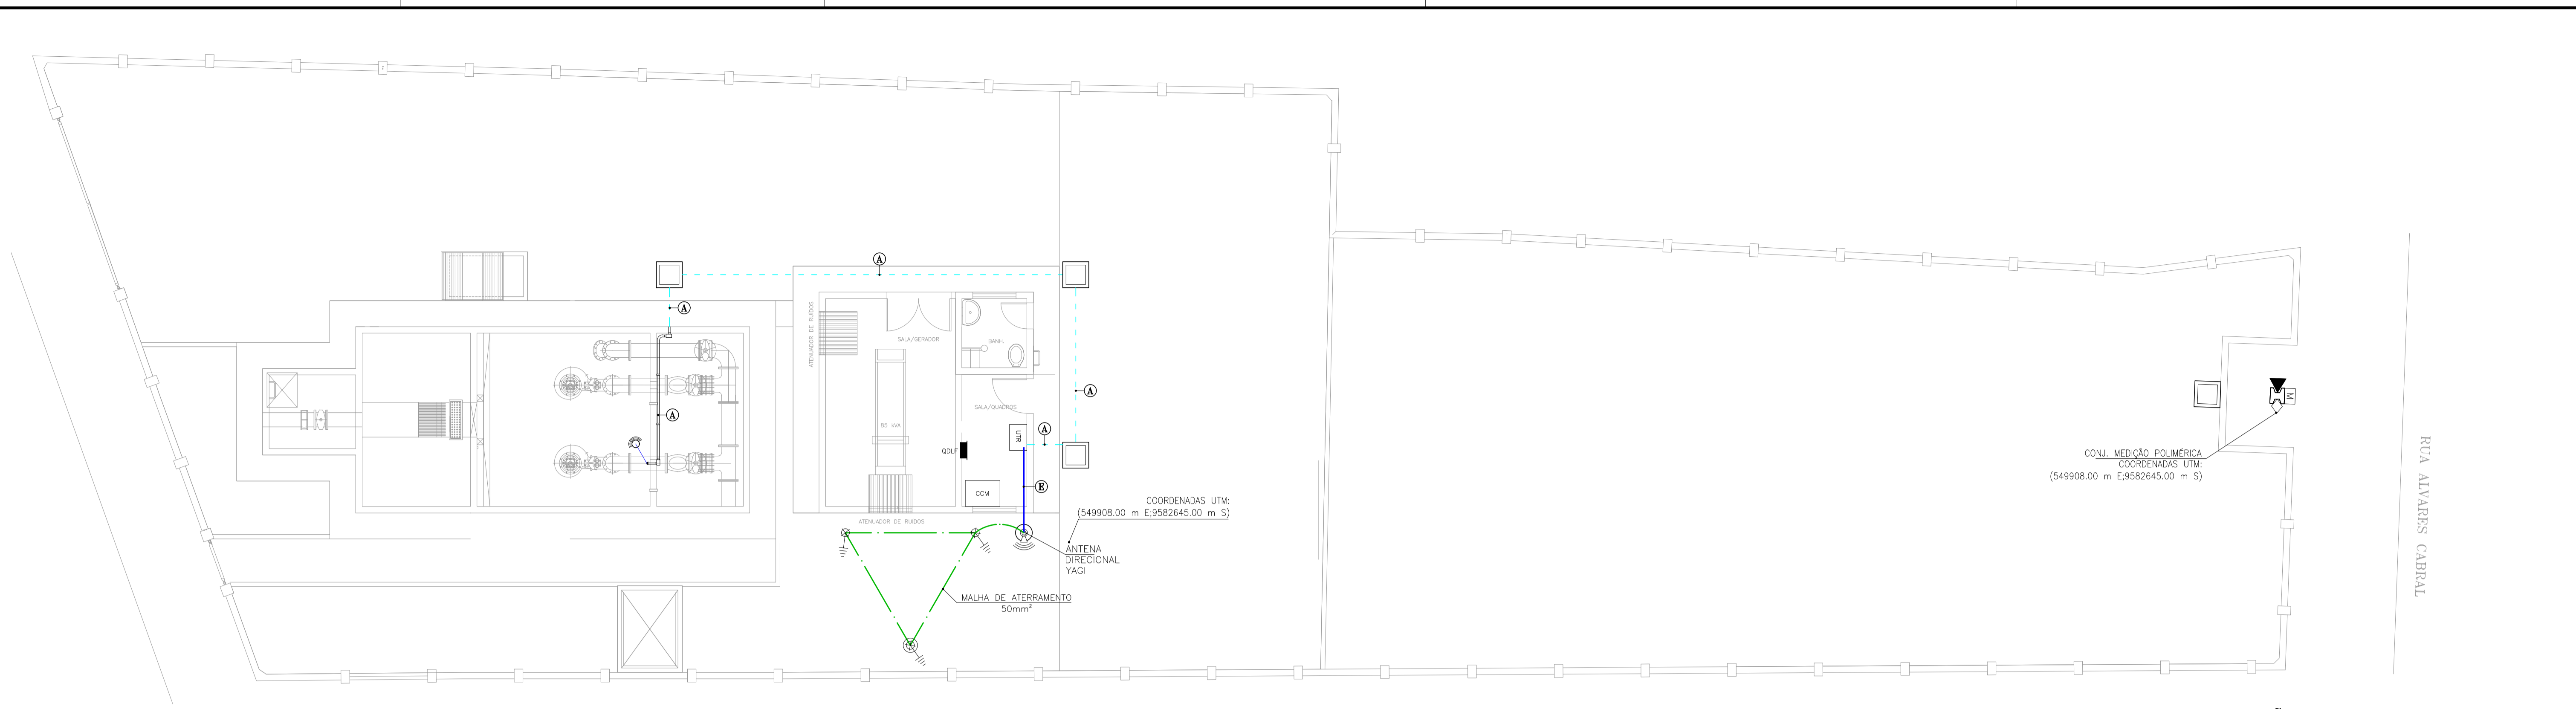 A
A
ATENUADOR DE RUÍDOS
SALA/GERADOR
BANH.
A
SALA/QUADROS
A
85 kVA
A
UTR
QDLF
M
CONJ. MEDIÇÃO POLIMÉRICA
COORDENADAS UTM:
(549908.00 m E;9582645.00 m S)
RUA ALVARES CABRAL
E
CCM
COORDENADAS UTM:
(549908.00 m E;9582645.00 m S)
ATENUADOR DE RUÍDOS
ANTENA
DIRECIONAL
YAGI
MALHA DE ATERRAMENTO
50mm²